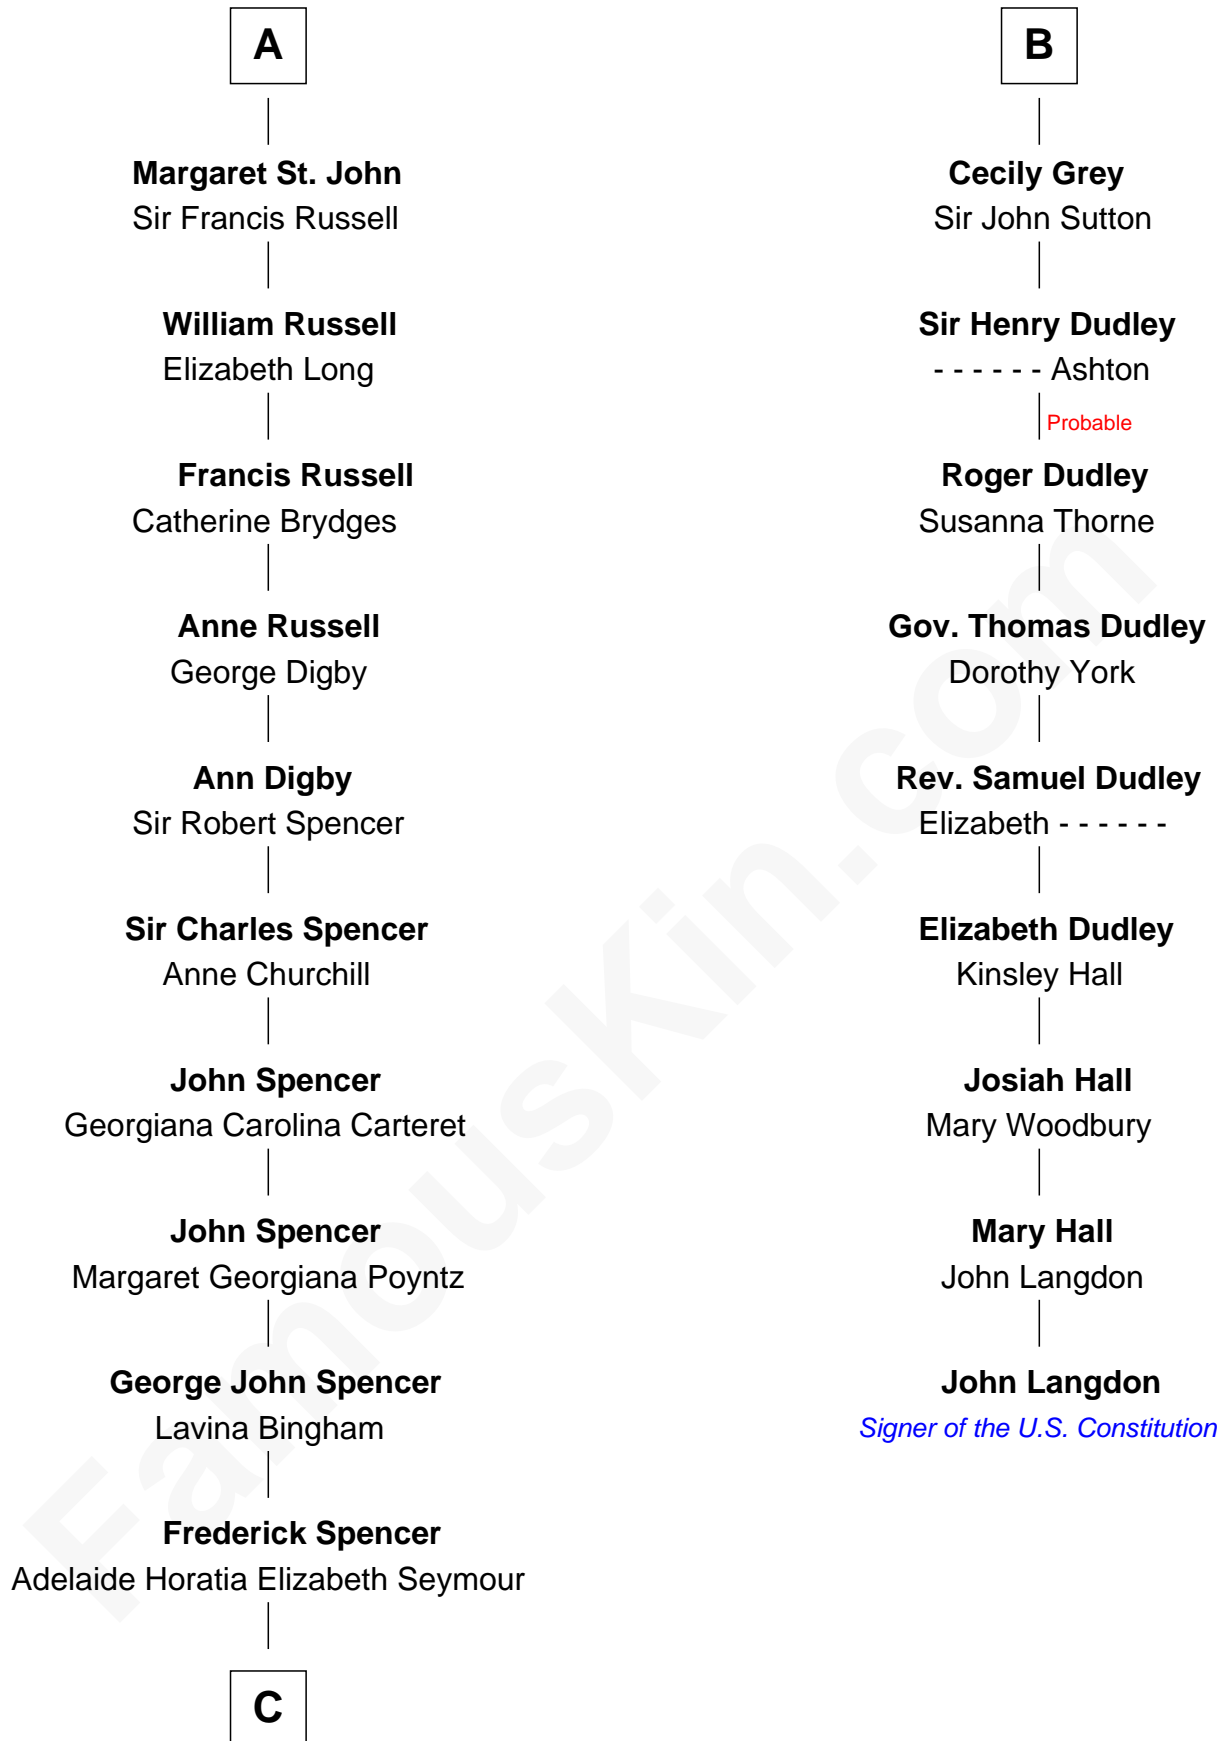 A
Margaret St. John
Sir Francis Russell
William Russell
Elizabeth Long
Francis Russell
Catherine Brydges
Anne Russell
George Digby
Ann Digby
Sir Robert Spencer
Sir Charles Spencer
Anne Churchill
John Spencer
Georgiana Carolina Carteret
John Spencer
Margaret Georgiana Poyntz
George John Spencer
Lavina Bingham
Frederick Spencer
Adelaide Horatia Elizabeth Seymour
C
B
Cecily Grey
Sir John Sutton
Sir Henry Dudley
- - - - - - Ashton
Probable
Roger Dudley
Susanna Thorne
Gov. Thomas Dudley
Dorothy York
Rev. Samuel Dudley
Elizabeth - - - - - -
Elizabeth Dudley
Kinsley Hall
Josiah Hall
Mary Woodbury
Mary Hall
John Langdon
John Langdon
Signer of the U.S. Constitution
FamousKin.com